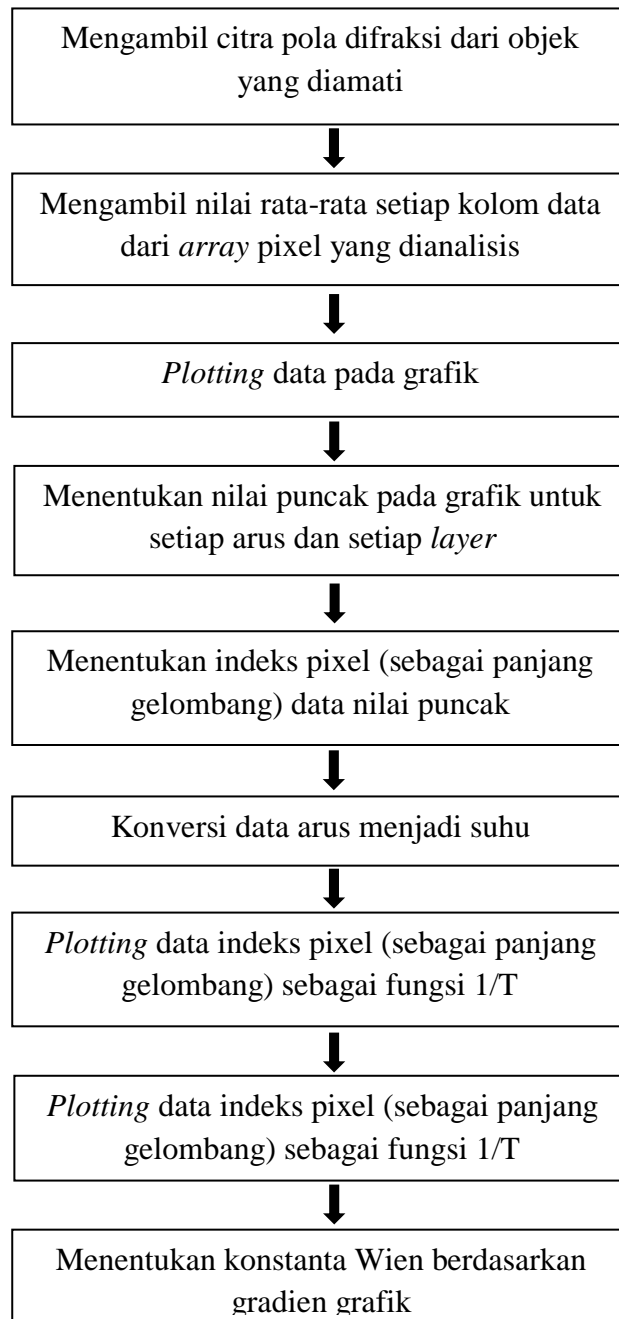 Mengambil citra pola difraksi dari objek
yang diamati
Mengambil nilai rata-rata setiap kolom data
dari array pixel yang dianalisis
Plotting data pada grafik
Menentukan nilai puncak pada grafik untuk
setiap arus dan setiap layer
Menentukan indeks pixel (sebagai panjang
gelombang) data nilai puncak
Konversi data arus menjadi suhu
Plotting data indeks pixel (sebagai panjang
gelombang) sebagai fungsi 1/T
Plotting data indeks pixel (sebagai panjang
gelombang) sebagai fungsi 1/T
Menentukan konstanta Wien berdasarkan
gradien grafik